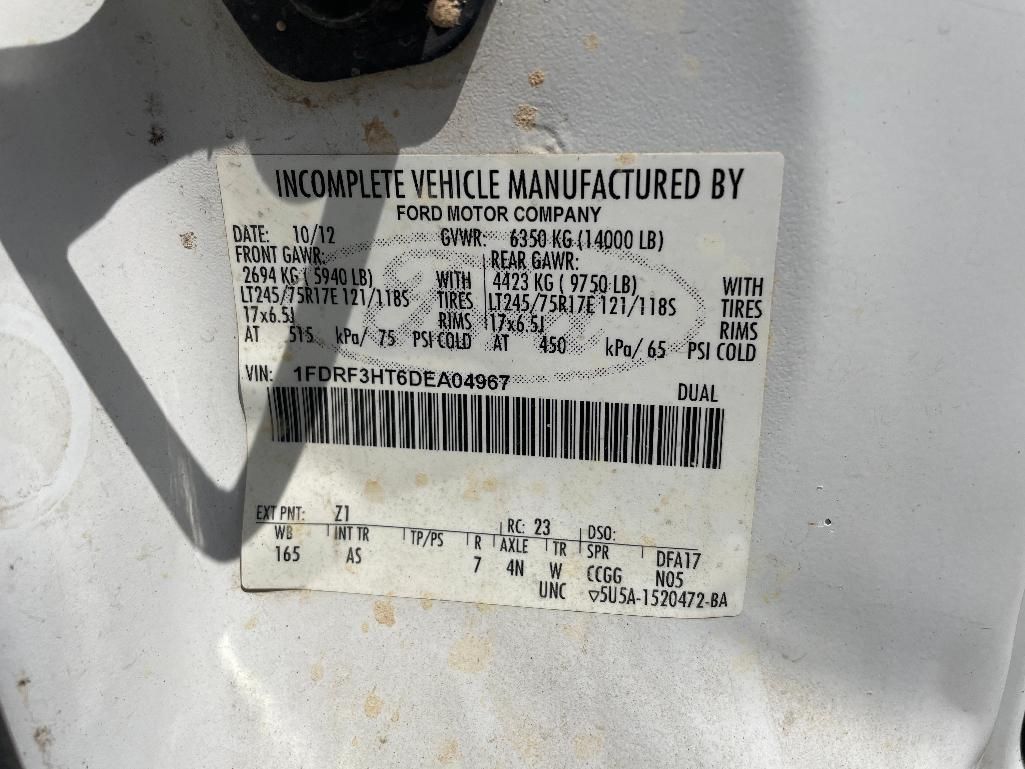 INCOMPLETE VEHICLE MANUFACTURED BY
FORD MOTOR COMPANY
DATE: 10/12 GVWR: 6350 KG (14000 LB)
FRONT GAWR: REAR GAWR:
2694 KG ( 5940 LB) WITH 4423 KG ( 9750 LB) WITH
LT245/75R17E 121/118S TIRES LT245/75R17E 121/118S TIRES
17x6.5J RIMS 17x6.5J RIMS
AT 515 kPa/ 75 PSI COLD AT 450 kPa/ 65 PSI COLD
VIN: 1FDRF3HT6DEA04967
DUAL
EXT PNT: Z1 RC: 23 DSO:
WB INT TR TP/PS R AXLE TR SPR DFA17
165 AS 7 4N W CCGG N05
UNC ▽5U5A-1520472-BA